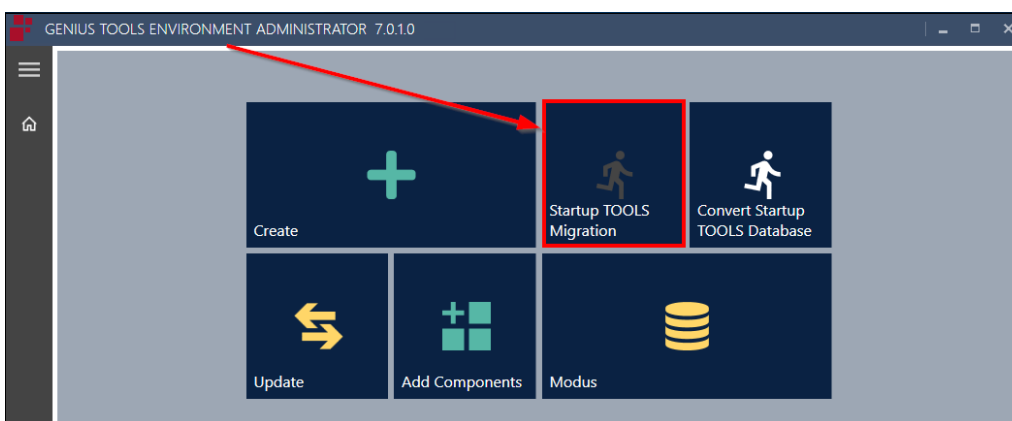 GENIUS TOOLS ENVIRONMENT ADMINISTRATOR 7.0.1.0
Create
Startup TOOLS
Migration
Convert Startup
TOOLS Database
Update
Add Components
Modus